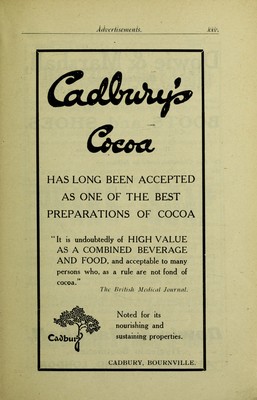 Advertisements.
Cadbury's
Cocoa
HAS LONG BEEN ACCEPTED
AS ONE OF THE BEST
PREPARATIONS OF COCOA
"It is undoubtedly of HIGH VALUE
AS A COMBINED BEVERAGE
AND FOOD, and acceptable to many
persons who, as a rule are not fond of
cocoa."
The British Medical Journal.
Cadbury
Noted for its
nourishing and
sustaining properties.
CADBURY, BOURNVILLE.